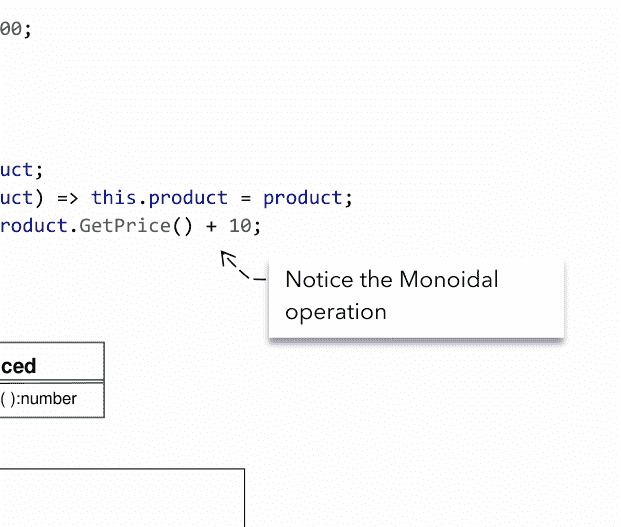 00;
uct;
uct) => this.product = product;
roduct.GetPrice() + 10;
Notice the Monoidal
operation
ced
( ):number